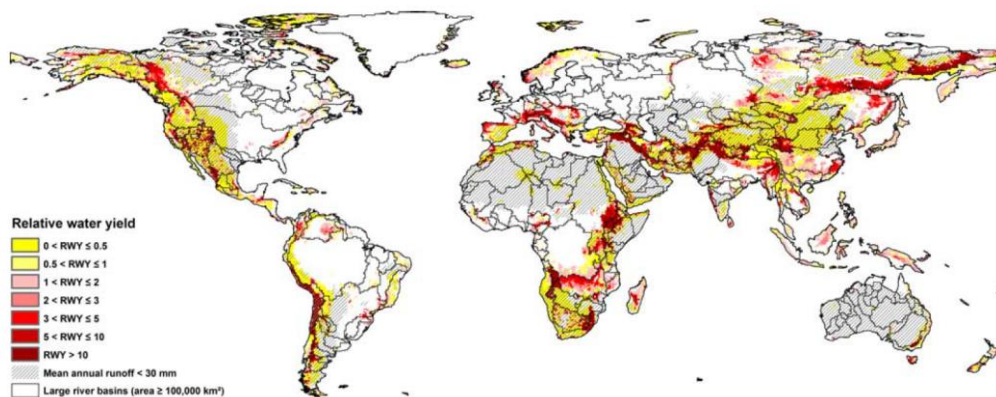 Relative water yield
0 < RWY ≤ 0.5
0.5 < RWY ≤ 1
1 < RWY ≤ 2
2 < RWY ≤ 3
3 < RWY ≤ 5
5 < RWY ≤ 10
RWY > 10
Mean annual runoff < 30 mm
Large river basins (area ≥ 100,000 km²)